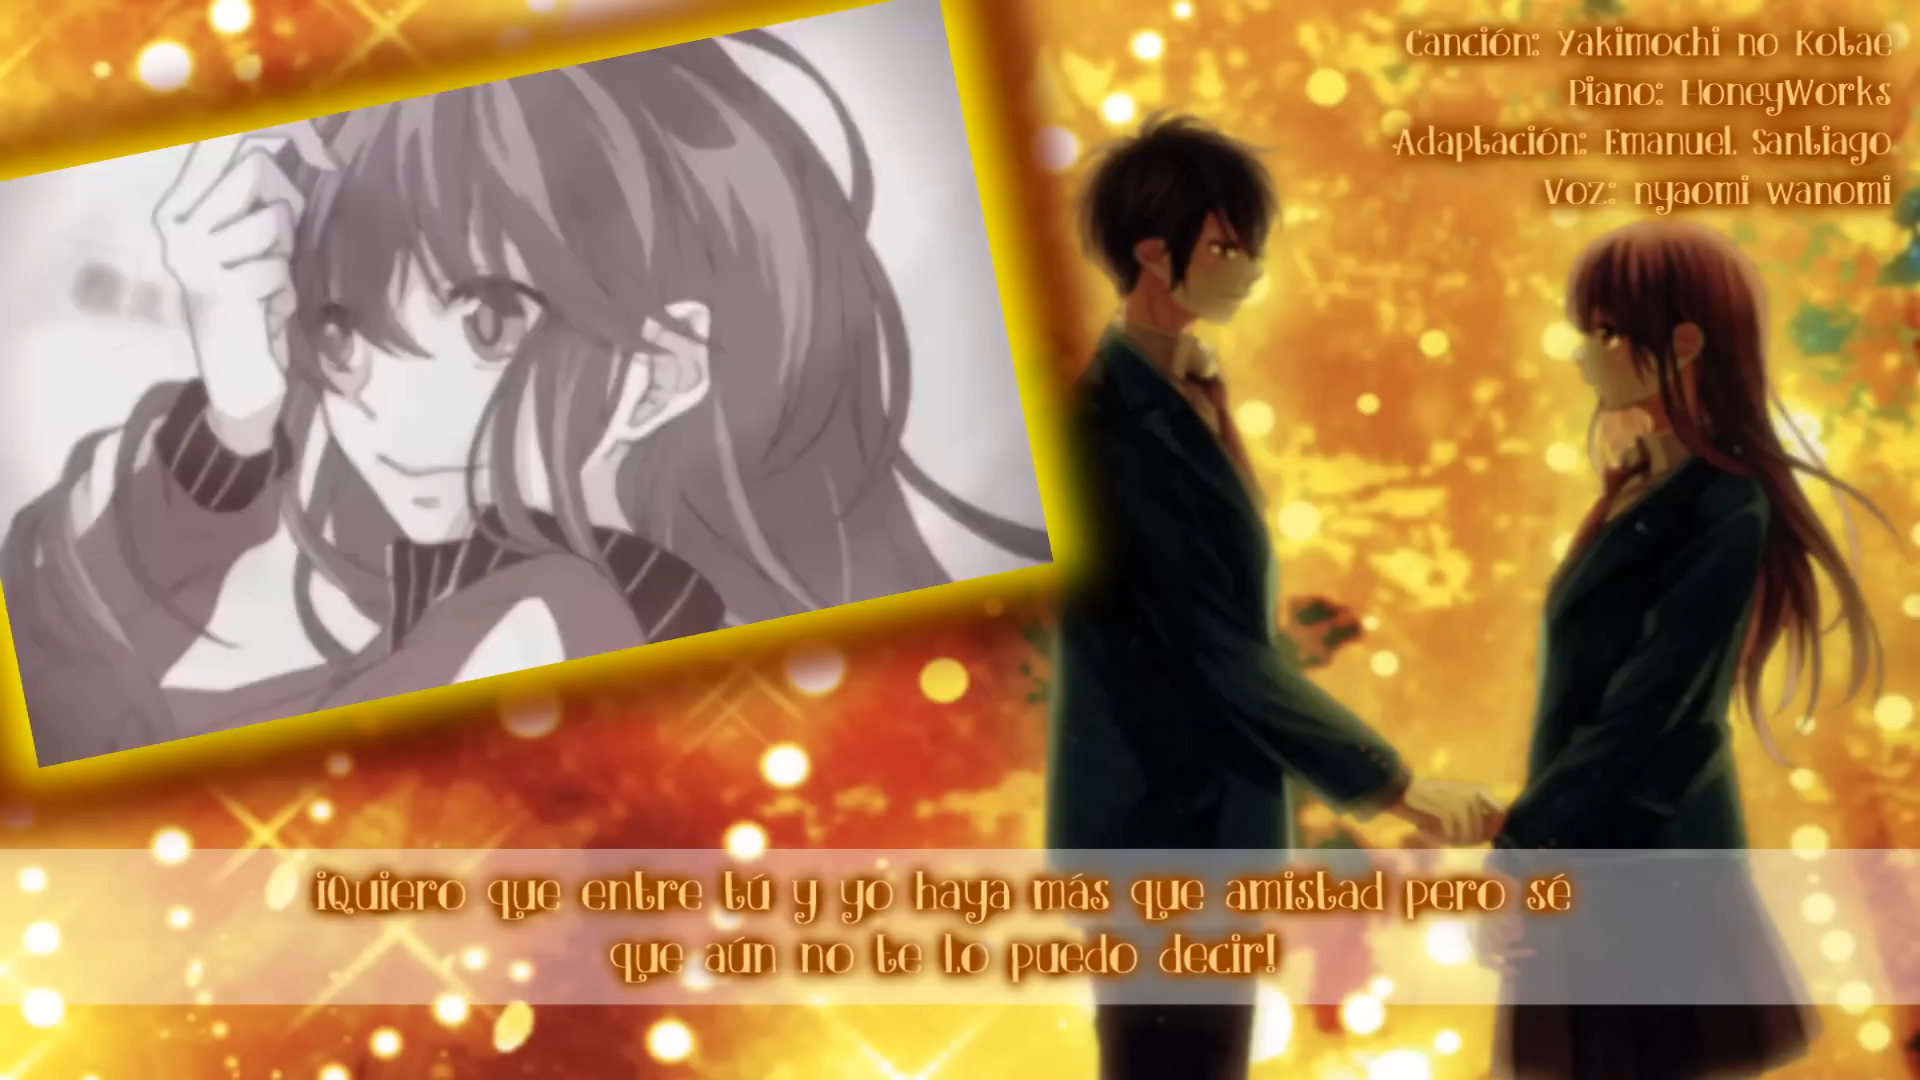 Canción: Yakimochi no Kotae
Piano: HoneyWorks
Adaptación: Emanuel Santiago
Voz: nyaomi wanomi
¡Quiero que entre tú y yo haya más que amistad pero sé
que aún no te lo puedo decir!